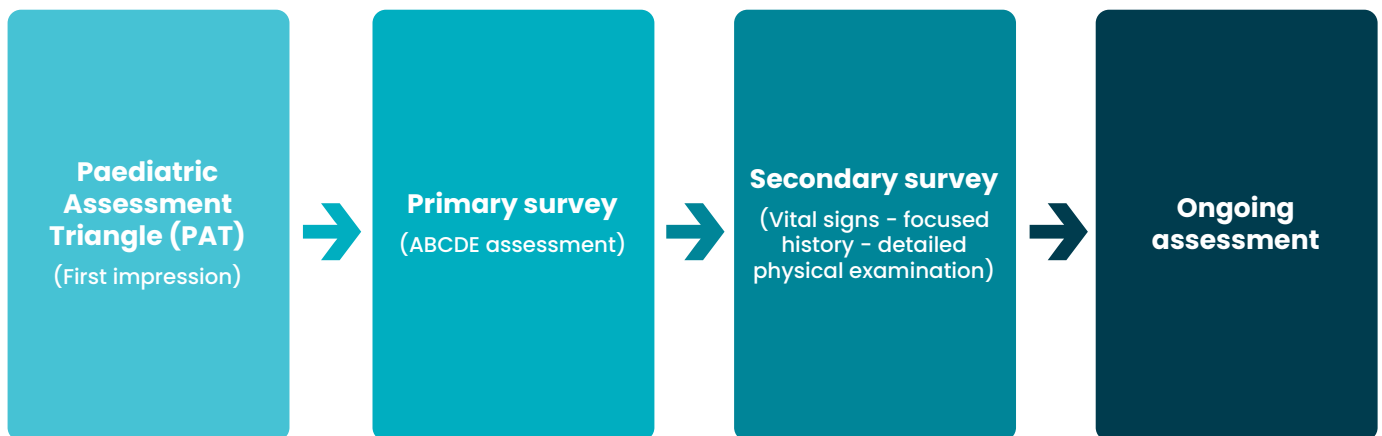 Paediatric
Assessment
Triangle (PAT)
(First impression)
Primary survey
(ABCDE assessment)
Secondary survey
(Vital signs - focused
history - detailed
physical examination)
Ongoing
assessment